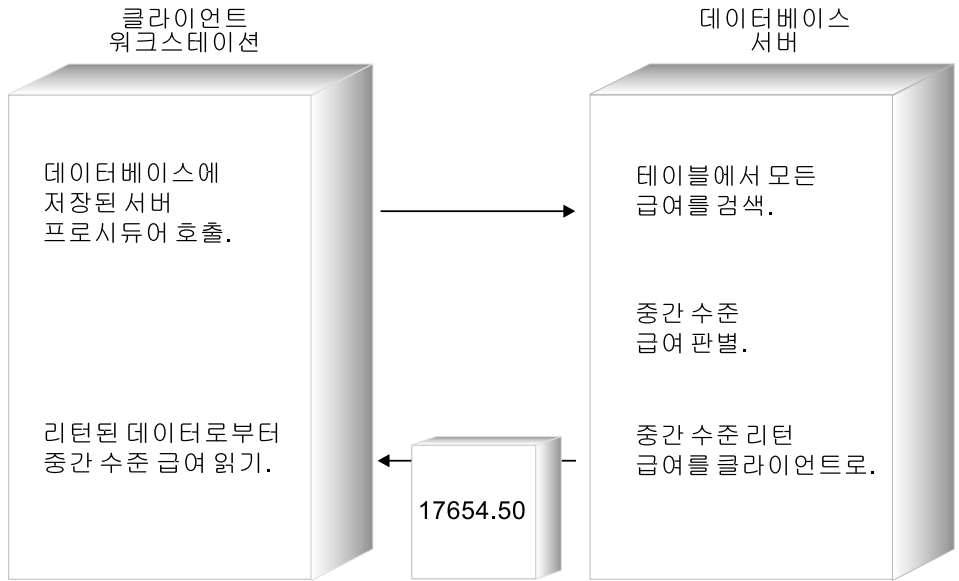 클라이언트
워크스테이션
데이터베이스
서버
데이터베이스에
저장된 서버
프로시듀어 호출.
테이블에서 모든
급여를 검색.
중간 수준
급여 판별.
리턴된 데이터로부터
중간 수준 급여 읽기.
중간 수준 리턴
급여를 클라이언트로.
17654.50